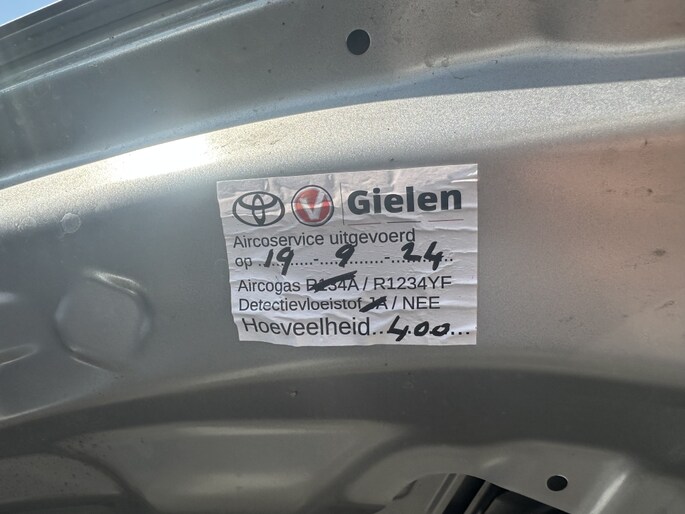 V Gielen
Aircoservice uitgevoerd
op ..19.....-...9.......-...24..
Aircogas R134A / R1234YF
Detectievloeistof JA / NEE
Hoeveelheid...400...